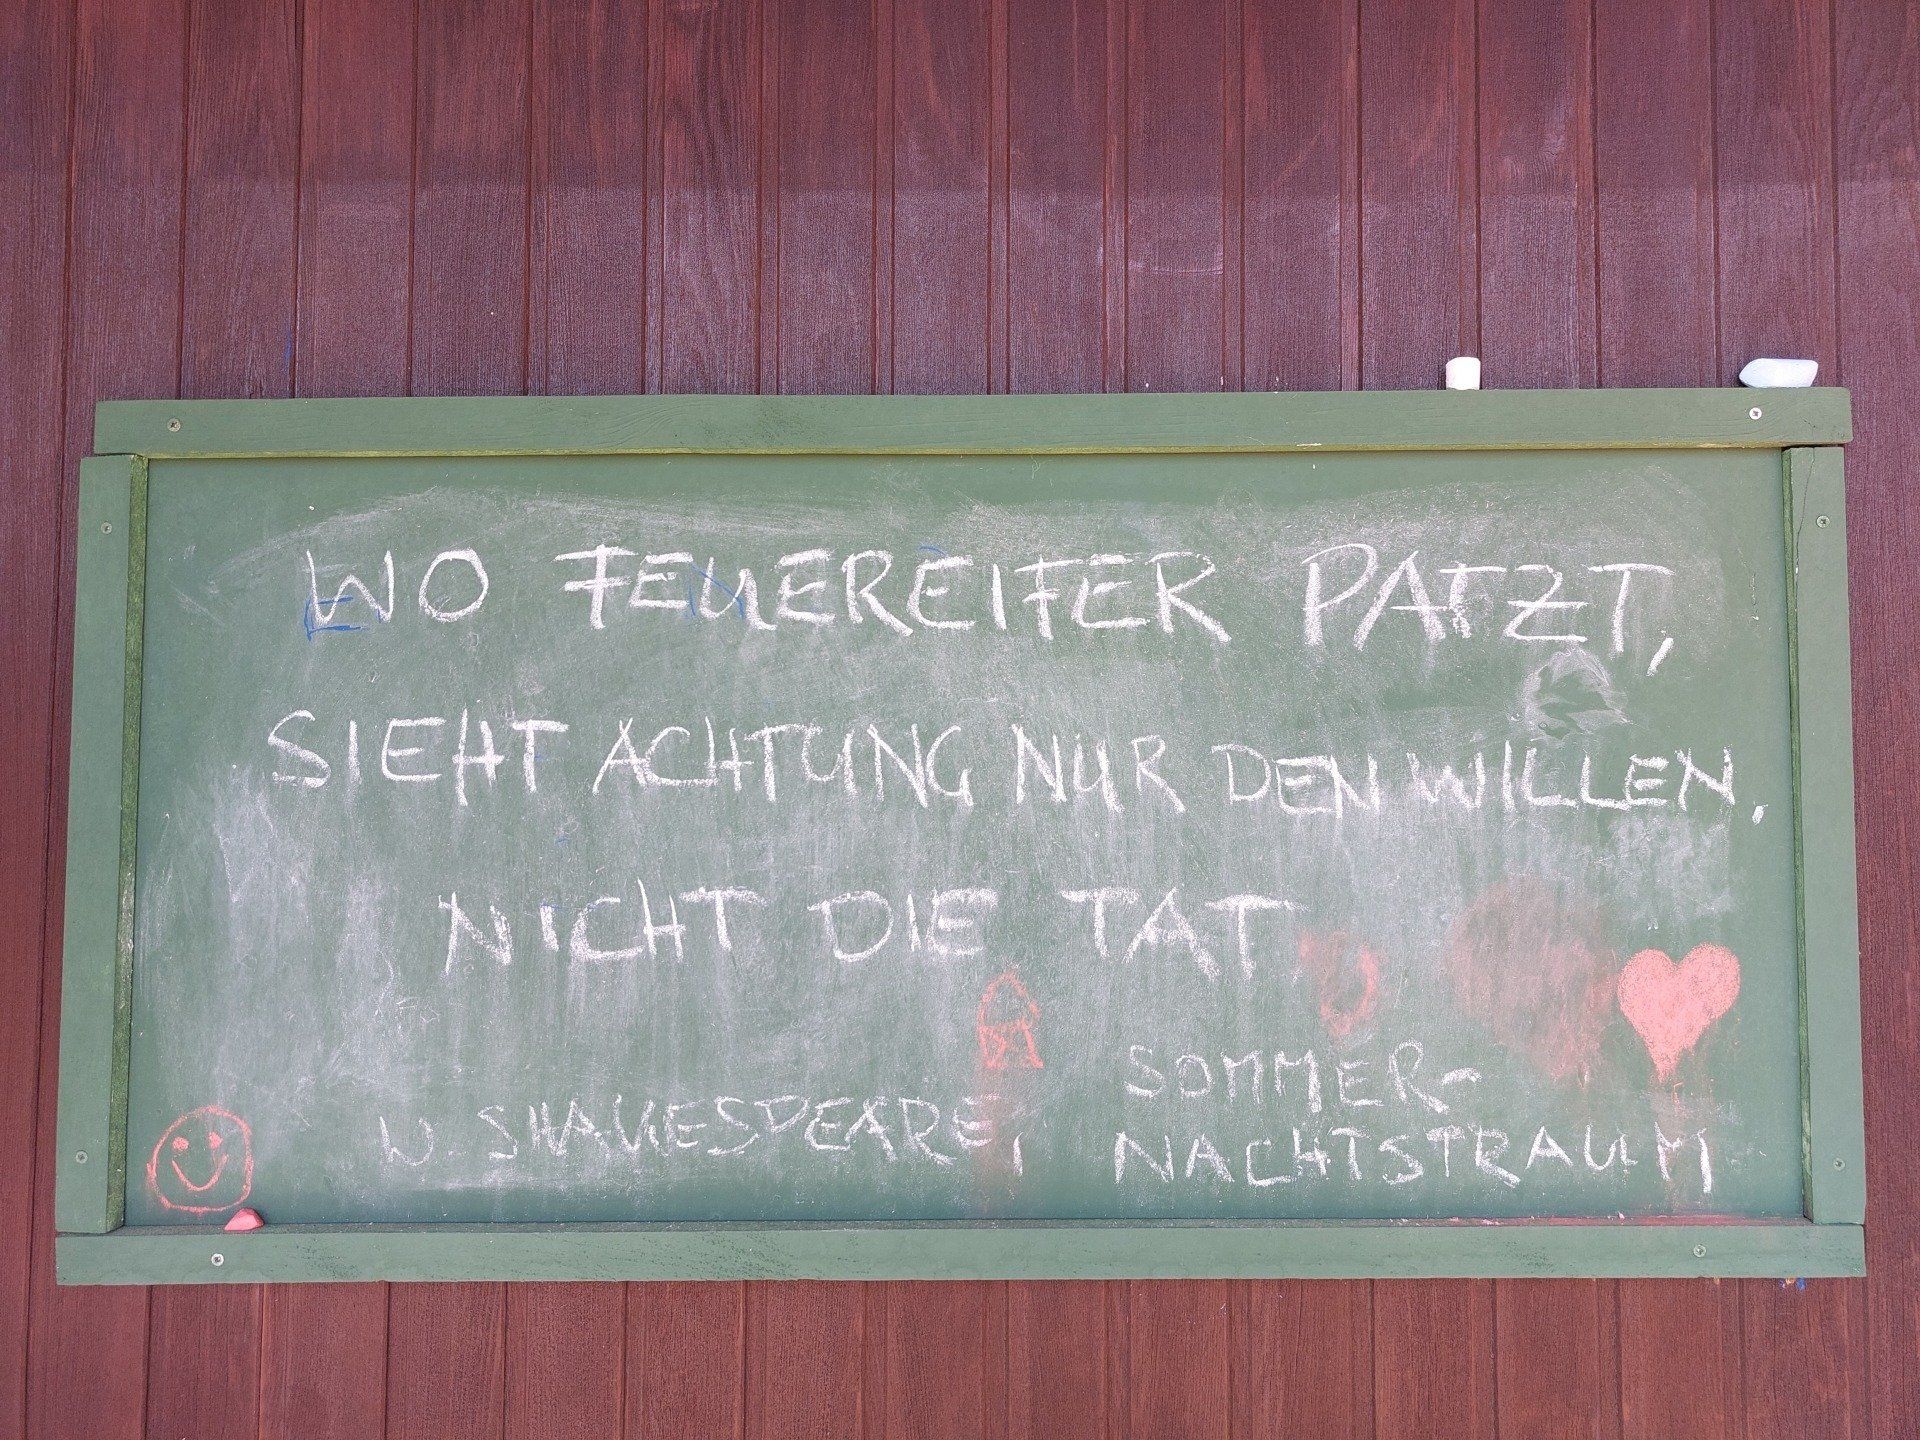 WO FEUEREIFER PATZT,
SIEHT ACHTUNG NUR DEN WILLEN,
NICHT DIE TAT
W. SHAKESPEARE,
SOMMER-
NACHTSTRAUM